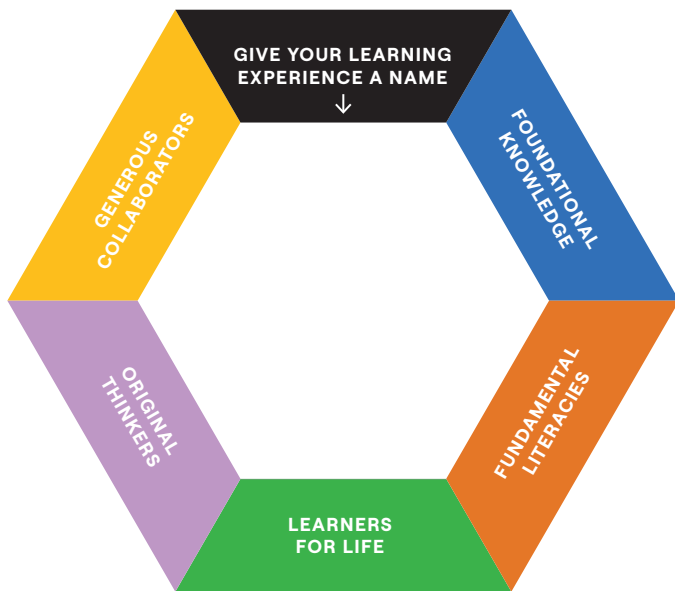 GIVE YOUR LEARNING
EXPERIENCE A NAME
↓
FOUNDATIONAL
KNOWLEDGE
FUNDAMENTAL
LITERACIES
LEARNERS
FOR LIFE
ORIGINAL
THINKERS
GENEROUS
COLLABORATORS